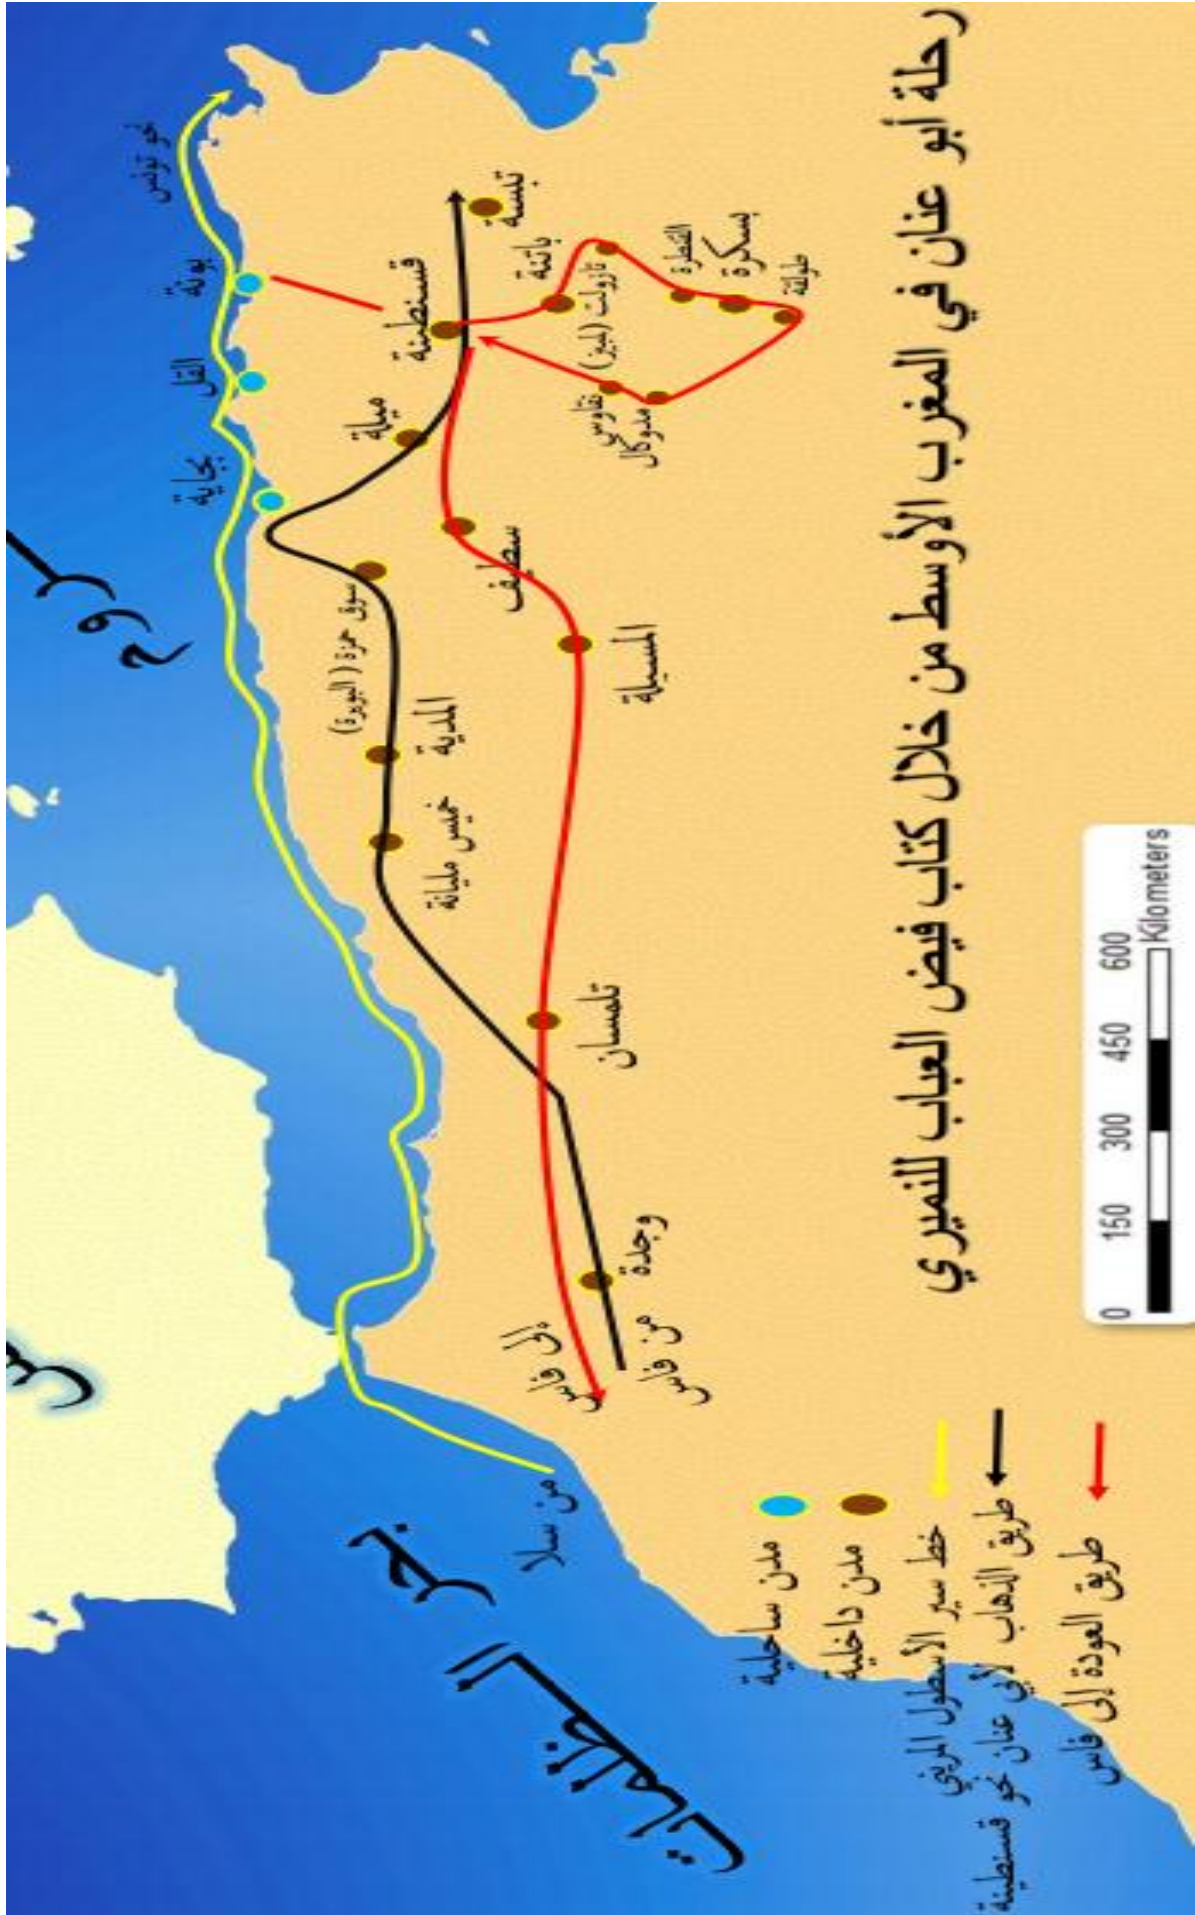 رحلة أبو عنان في المغرب الأوسط من خلال كتاب فيض العباب للنميري
روم
بحر
الظلمات
نحو تونس
بونة
القل
بجاية
قسنطينة
تبسة
ميلة
باتنة
تازولت (لمبيز)
القنطرة
بسكرة
طولقة
نقاوس
مدوكال
سطيف
سوق حمزة (البويرة)
المسيلة
المدية
خميس مليانة
تلمسان
وجدة
إلى فاس
من فاس
من سلا
مدن ساحلية
مدن داخلية
خط سير الأسطول المريني
طريق الذهاب لأبي عنان نحو قسنطينة
طريق العودة إلى فاس
0 150 300 450 600
Kilometers